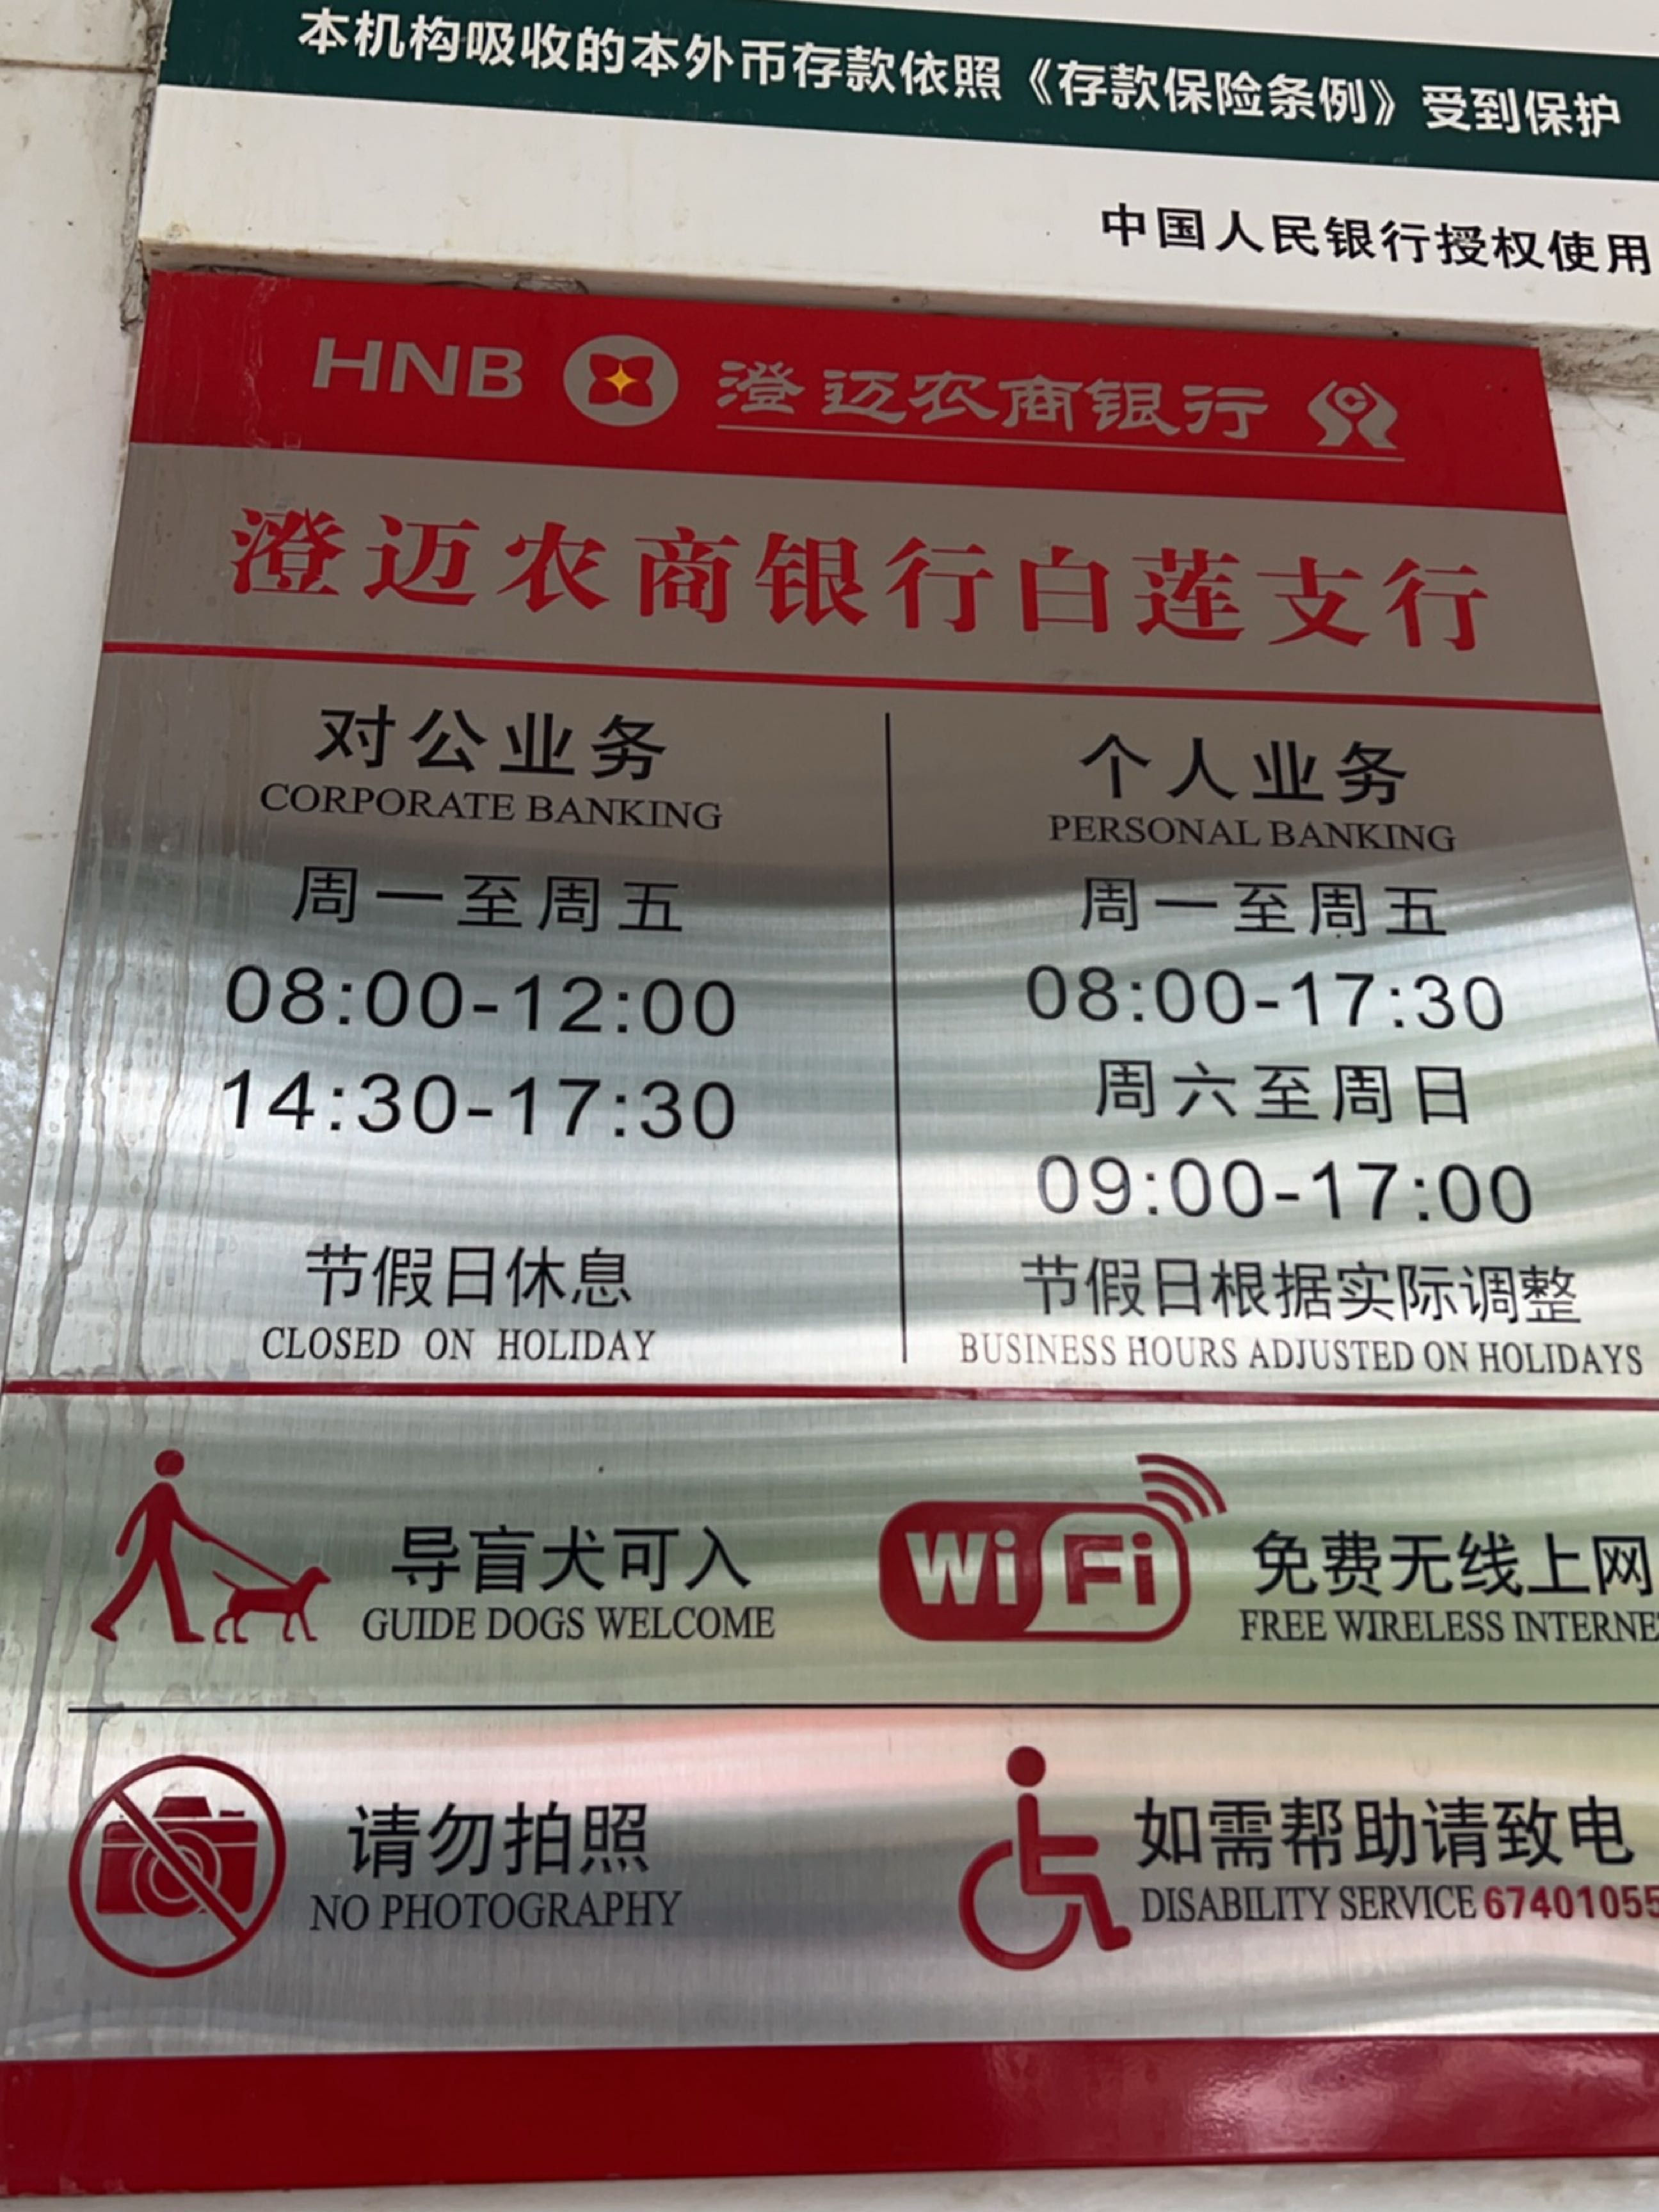 本机构吸收的本外币存款依照《存款保险条例》受到保护
中国人民银行授权使用
HNB 澄迈农商银行
澄迈农商银行白莲支行
对公业务
CORPORATE BANKING
周一至周五
08:00-12:00
14:30-17:30
节假日休息
CLOSED ON HOLIDAY
个人业务
PERSONAL BANKING
周一至周五
08:00-17:30
周六至周日
09:00-17:00
节假日根据实际调整
BUSINESS HOURS ADJUSTED ON HOLIDAYS
导盲犬可入
GUIDE DOGS WELCOME
WiFi
免费无线上网
FREE WIRELESS INTERNE
请勿拍照
NO PHOTOGRAPHY
如需帮助请致电
DISABILITY SERVICE 67401055